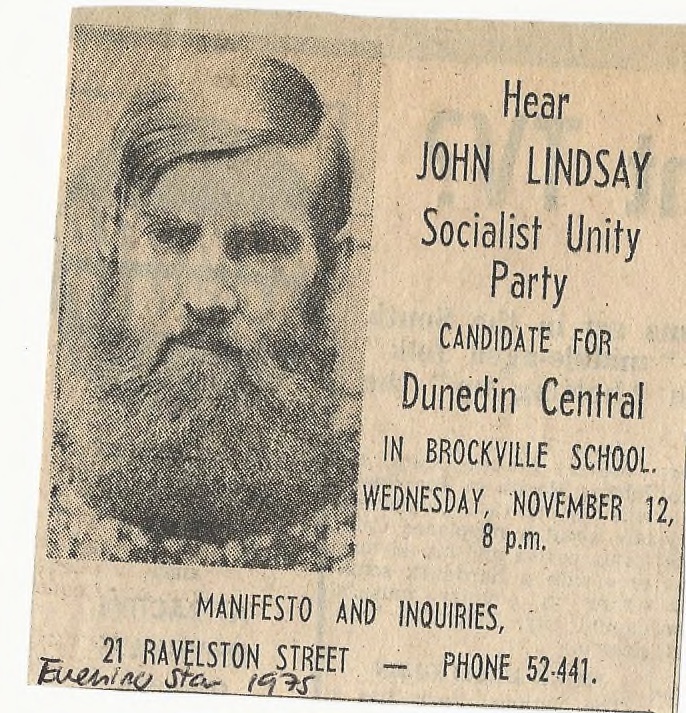 Hear
JOHN LINDSAY
Socialist Unity
Party
CANDIDATE FOR
Dunedin Central
IN BROCKVILLE SCHOOL.
WEDNESDAY, NOVEMBER 12,
8 p.m.
MANIFESTO AND INQUIRIES,
21 RAVELSTON STREET — PHONE 52-441.
Evening Star 1975